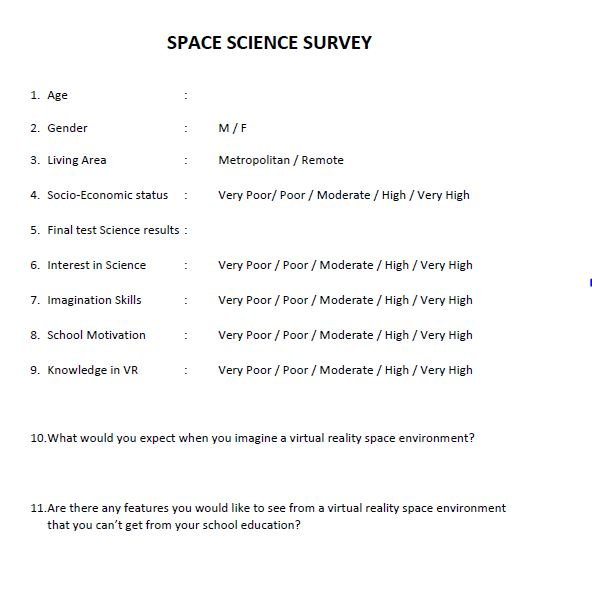 SPACE SCIENCE SURVEY
1. Age :
2. Gender : M / F
3. Living Area : Metropolitan / Remote
4. Socio-Economic status : Very Poor/ Poor / Moderate / High / Very High
5. Final test Science results :
6. Interest in Science : Very Poor / Poor / Moderate / High / Very High
7. Imagination Skills : Very Poor / Poor / Moderate / High / Very High
8. School Motivation : Very Poor / Poor / Moderate / High / Very High
9. Knowledge in VR : Very Poor / Poor / Moderate / High / Very High
10.What would you expect when you imagine a virtual reality space environment?
11.Are there any features you would like to see from a virtual reality space environment
that you can't get from your school education?